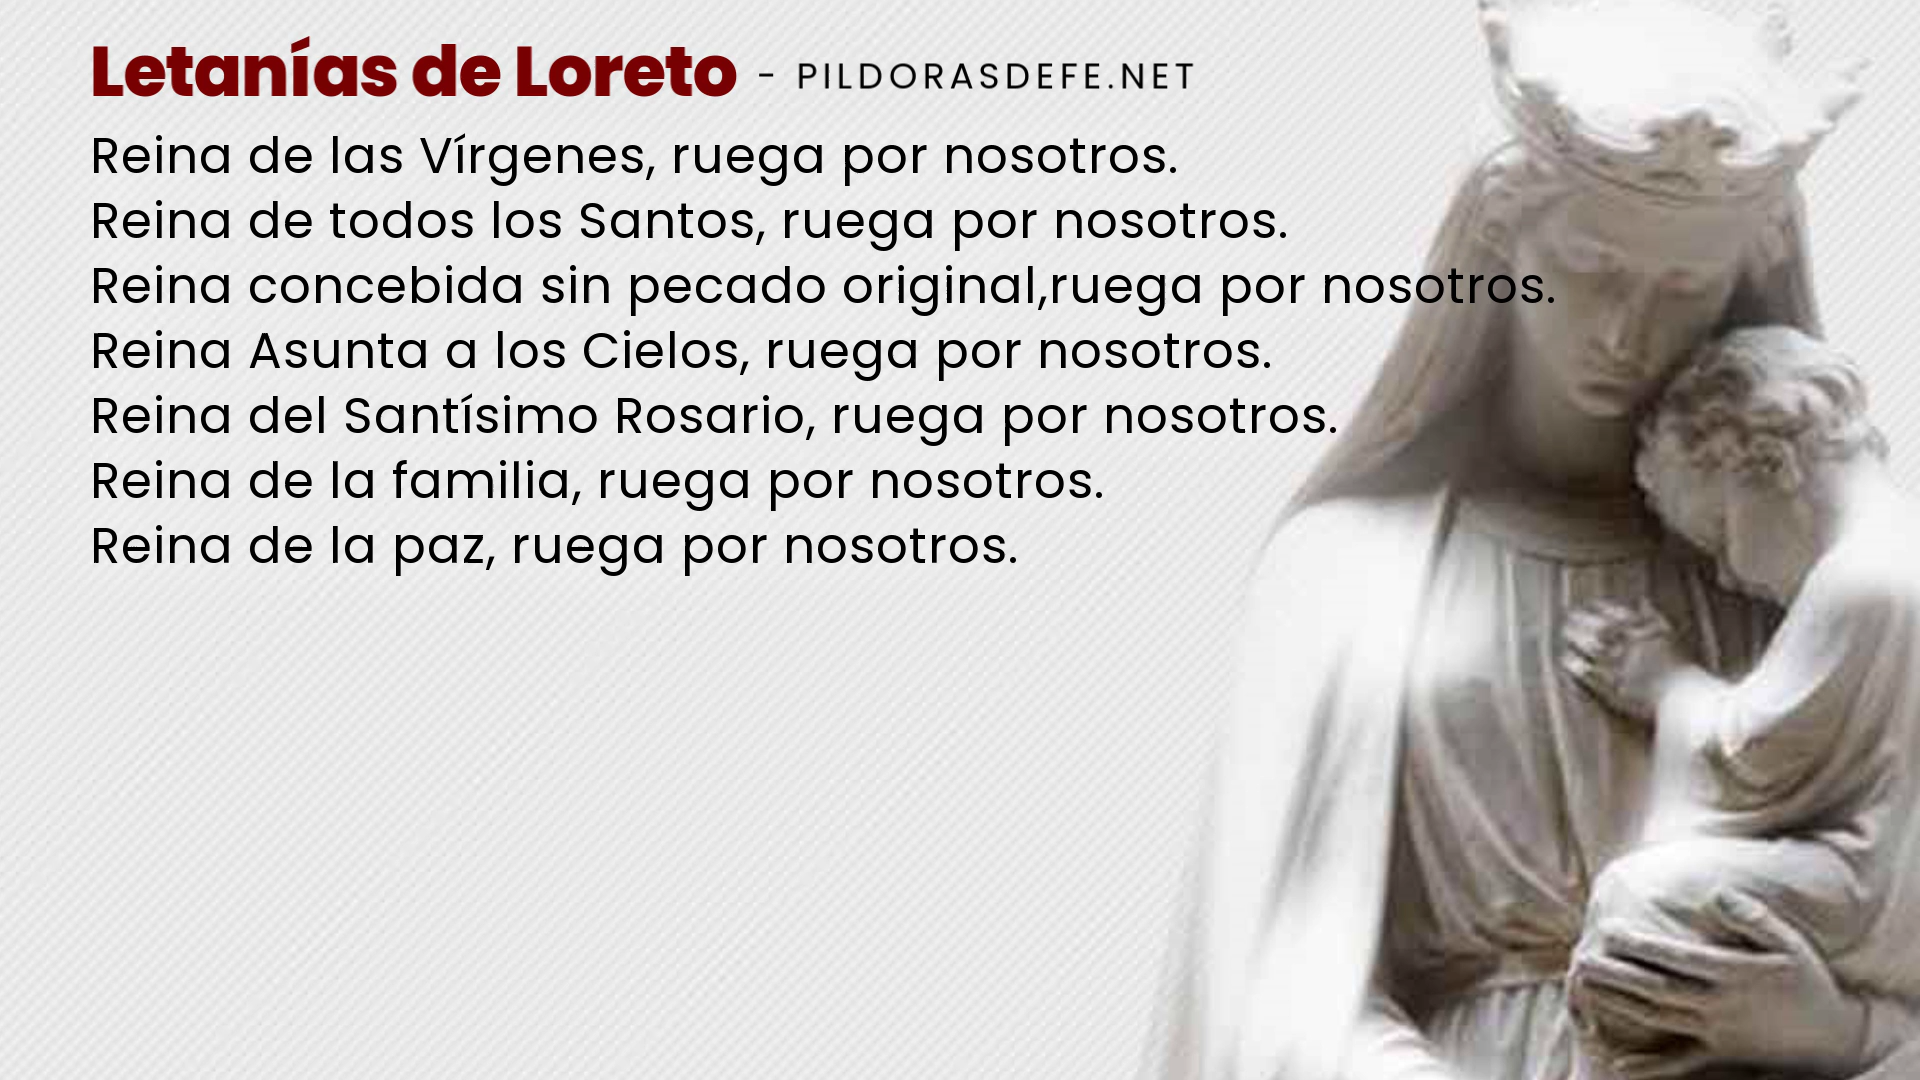 Letanías de Loreto - PILDORASDEFE.NET
Reina de las Vírgenes, ruega por nosotros.
Reina de todos los Santos, ruega por nosotros.
Reina concebida sin pecado original,ruega por nosotros.
Reina Asunta a los Cielos, ruega por nosotros.
Reina del Santísimo Rosario, ruega por nosotros.
Reina de la familia, ruega por nosotros.
Reina de la paz, ruega por nosotros.